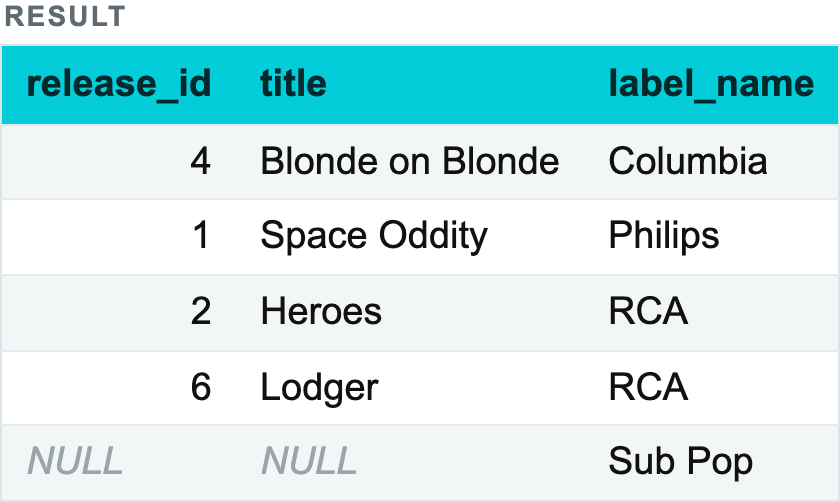 RESULT
release_id title label_name
4 Blonde on Blonde Columbia
1 Space Oddity Philips
2 Heroes RCA
6 Lodger RCA
NULL NULL Sub Pop